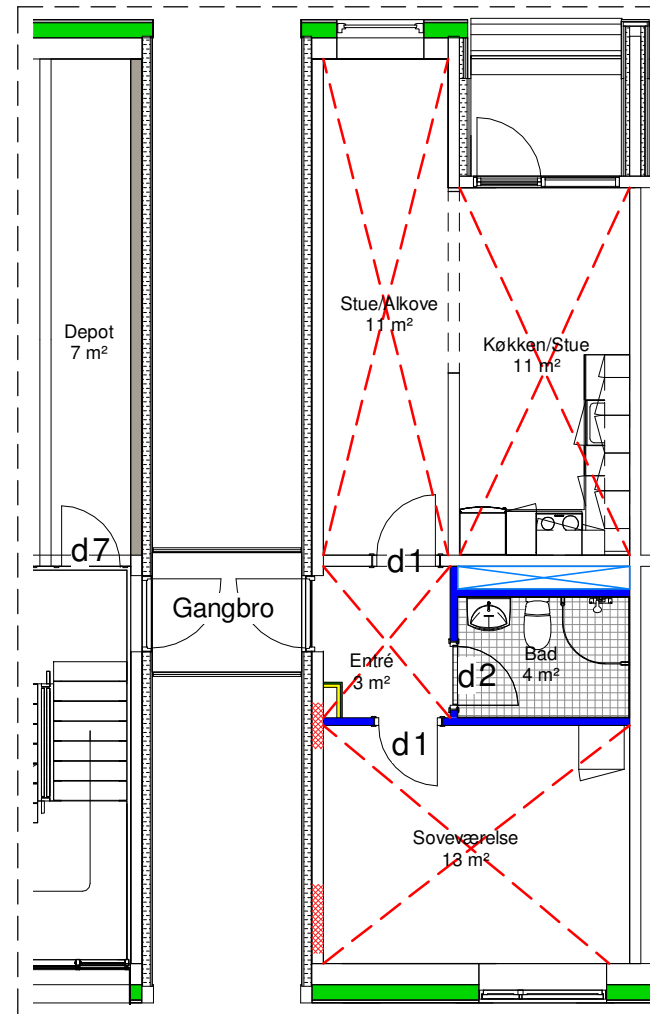 Stue/Alkove
11 m²
Depot
7 m²
Køkken/Stue
11 m²
d7
d1
Gangbro
Entré
3 m²
d2
Bad
4 m²
d1
Soveværelse
13 m²